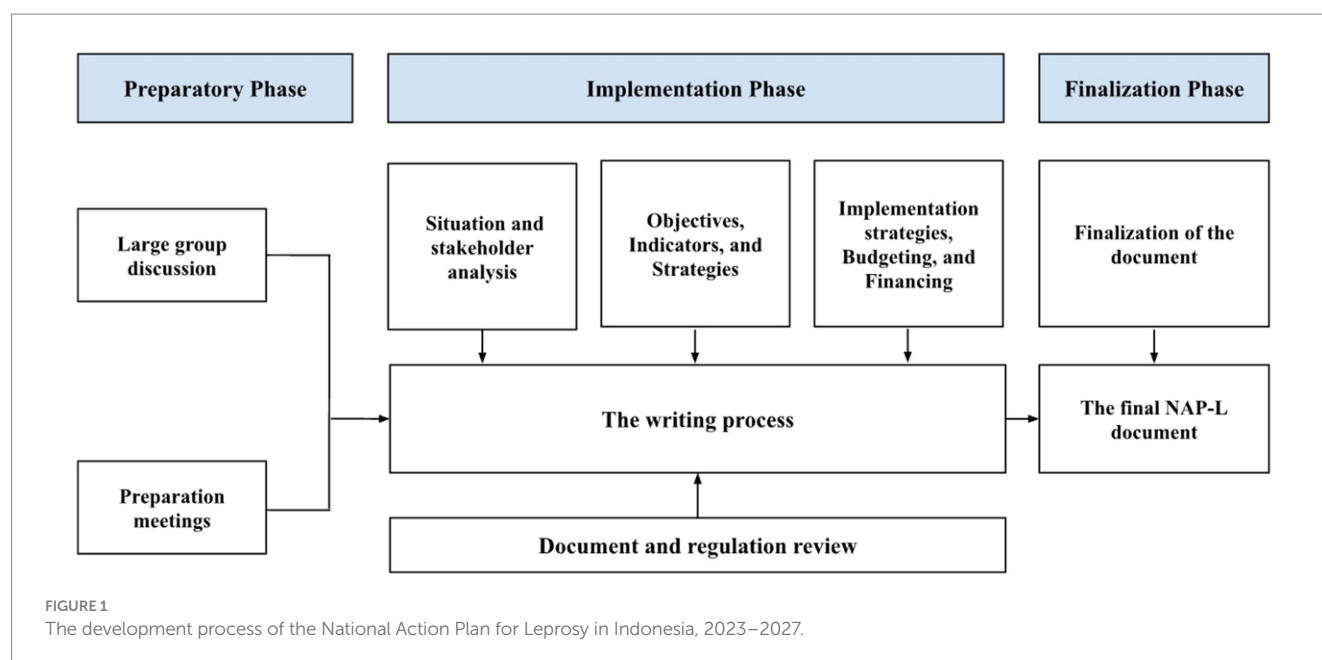 Preparatory Phase
Implementation Phase
Finalization Phase
Large group
discussion
Preparation
meetings
Situation and
stakeholder
analysis
Objectives,
Indicators, and
Strategies
Implementation
strategies,
Budgeting, and
Financing
Finalization of the
document
The writing process
The final NAP-L
document
Document and regulation review
FIGURE 1
The development process of the National Action Plan for Leprosy in Indonesia, 2023–2027.